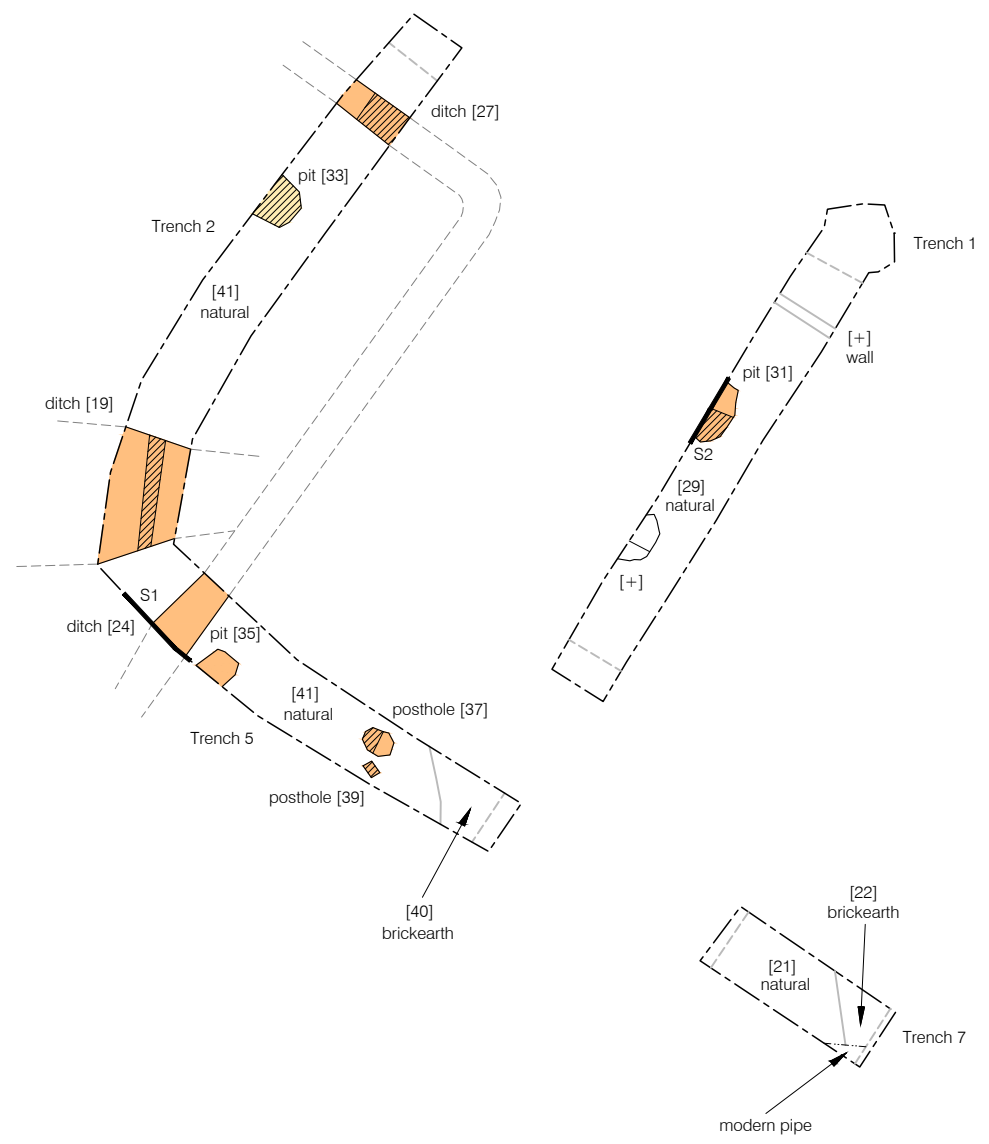 ditch [27]
pit [33]
Trench 2
[41]
natural
Trench 1
[+]
wall
pit [31]
ditch [19]
S2
[29]
natural
[+]
S1
ditch [24]
pit [35]
[41]
natural
posthole [37]
Trench 5
posthole [39]
[40]
brickearth
[22]
brickearth
[21]
natural
Trench 7
modern pipe